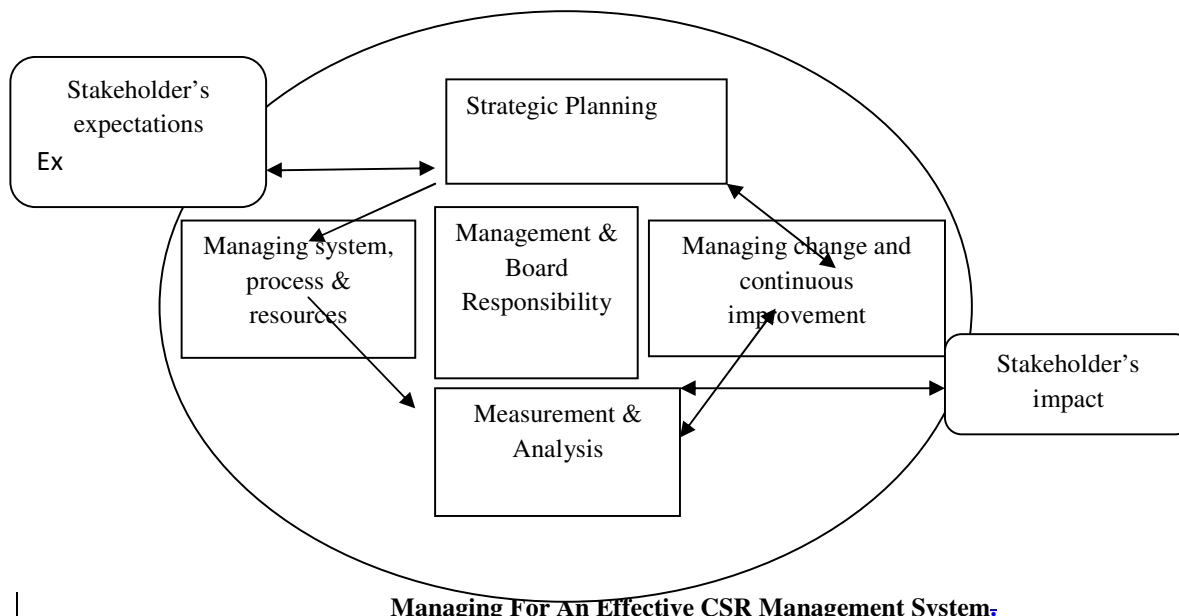 Stakeholder's
expectations
Ex
Strategic Planning
Managing system,
process &
resources
Management &
Board
Responsibility
Managing change and
continuous
improvement
Measurement &
Analysis
Stakeholder's
impact
Managing For An Effective CSR Management System.